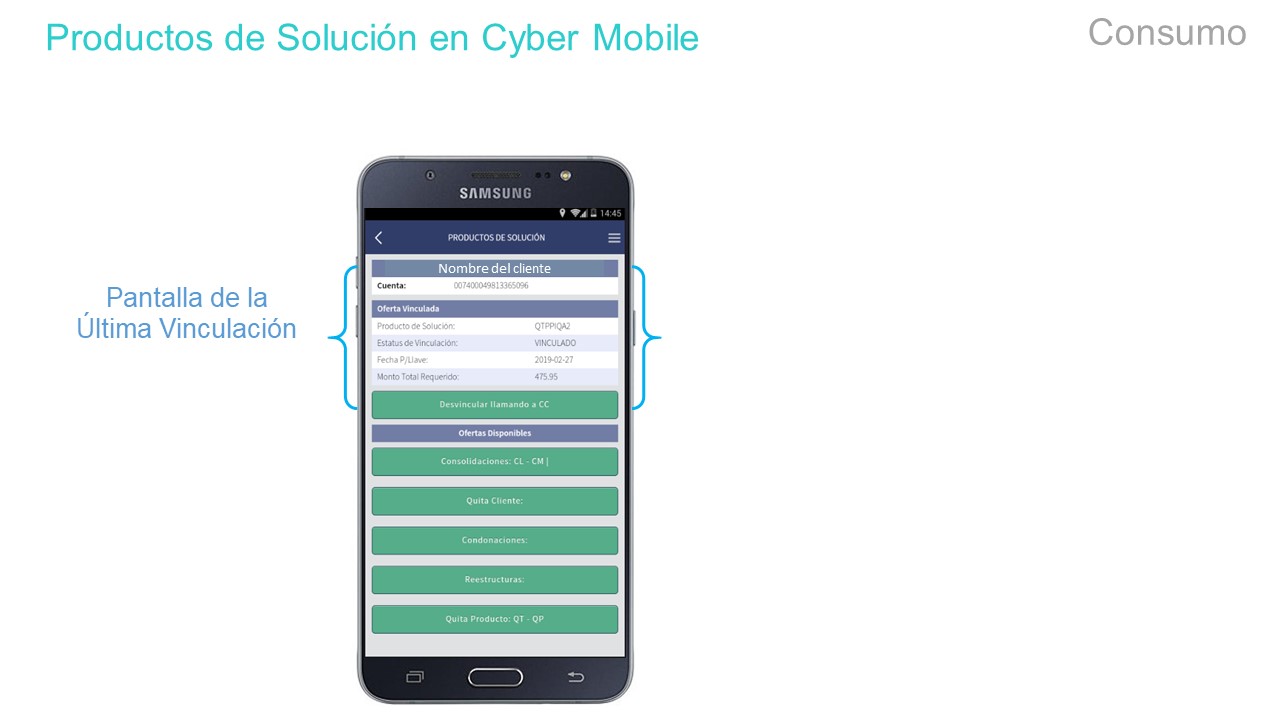 Productos de Solución en Cyber Mobile
Consumo
SAMSUNG
14:45
PRODUCTOS DE SOLUCIÓN
Nombre del cliente
Cuenta: 007400049813365096
Pantalla de la
Última Vinculación
Oferta Vinculada
Producto de Solución: QTPPIQA2
Estatus de Vinculación: VINCULADO
Fecha P/Llave: 2019-02-27
Monto Total Requerido: 475.95
Desvincular llamando a CC
Ofertas Disponibles
Consolidaciones: CL - CM |
Quita Cliente:
Condonaciones:
Reestructuras:
Quita Producto: QT - QP